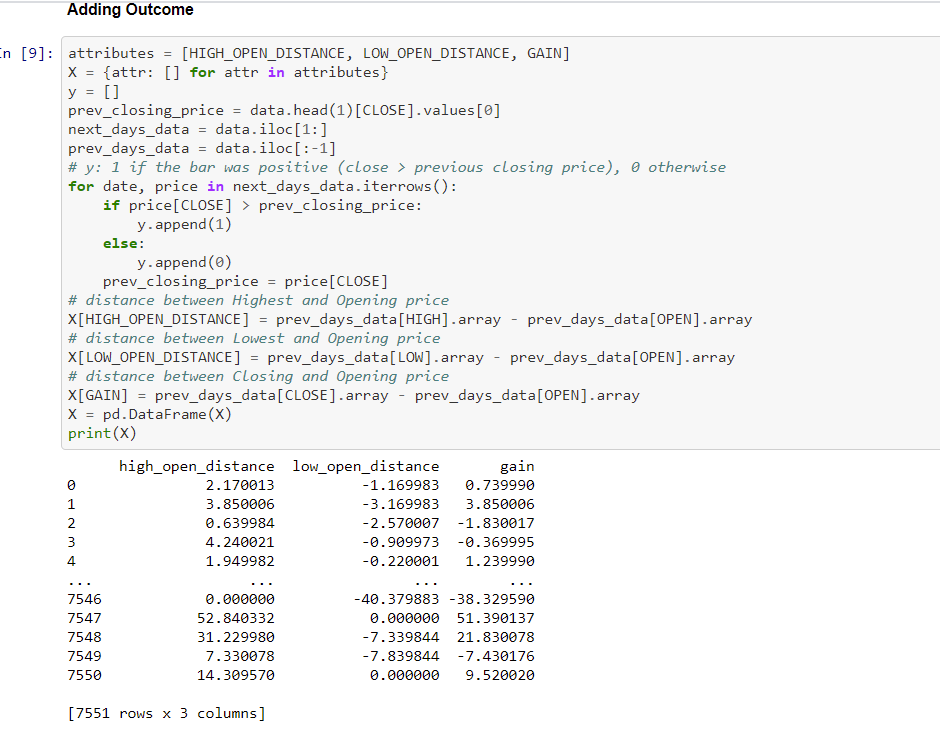 Adding Outcome
In [9]:
attributes = [HIGH_OPEN_DISTANCE, LOW_OPEN_DISTANCE, GAIN]
X = {attr: [] for attr in attributes}
y = []
prev_closing_price = data.head(1)[CLOSE].values[0]
next_days_data = data.iloc[1:]
prev_days_data = data.iloc[:-1]
# y: 1 if the bar was positive (close > previous closing price), 0 otherwise
for date, price in next_days_data.iterrows():
    if price[CLOSE] > prev_closing_price:
        y.append(1)
    else:
        y.append(0)
    prev_closing_price = price[CLOSE]
# distance between Highest and Opening price
X[HIGH_OPEN_DISTANCE] = prev_days_data[HIGH].array - prev_days_data[OPEN].array
# distance between Lowest and Opening price
X[LOW_OPEN_DISTANCE] = prev_days_data[LOW].array - prev_days_data[OPEN].array
# distance between Closing and Opening price
X[GAIN] = prev_days_data[CLOSE].array - prev_days_data[OPEN].array
X = pd.DataFrame(X)
print(X)
high_open_distance low_open_distance gain
0 2.170013 -1.169983 0.739990
1 3.850006 -3.169983 3.850006
2 0.639984 -2.570007 -1.830017
3 4.240021 -0.909973 -0.369995
4 1.949982 -0.220001 1.239990
... ... ... ...
7546 0.000000 -40.379883 -38.329590
7547 52.840332 0.000000 51.390137
7548 31.229980 -7.339844 21.830078
7549 7.330078 -7.839844 -7.430176
7550 14.309570 0.000000 9.520020
[7551 rows x 3 columns]